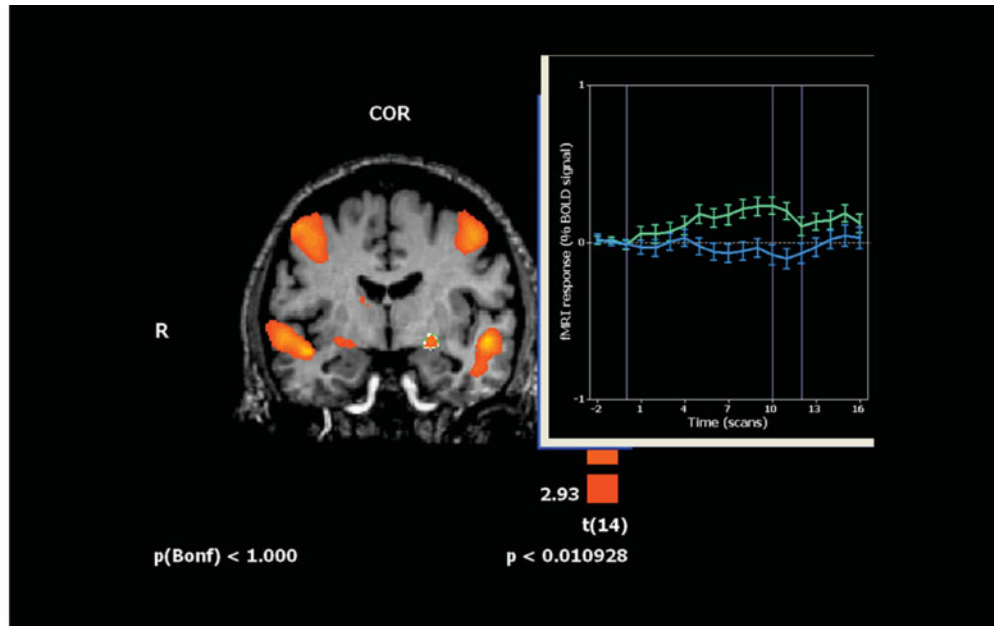 COR
R
fMRI response (% BOLD signal)
1
0
-1
-2 1 4 7 10 13 16
Time (scans)
2.93
t(14)
p(Bonf) < 1.000
p < 0.010928